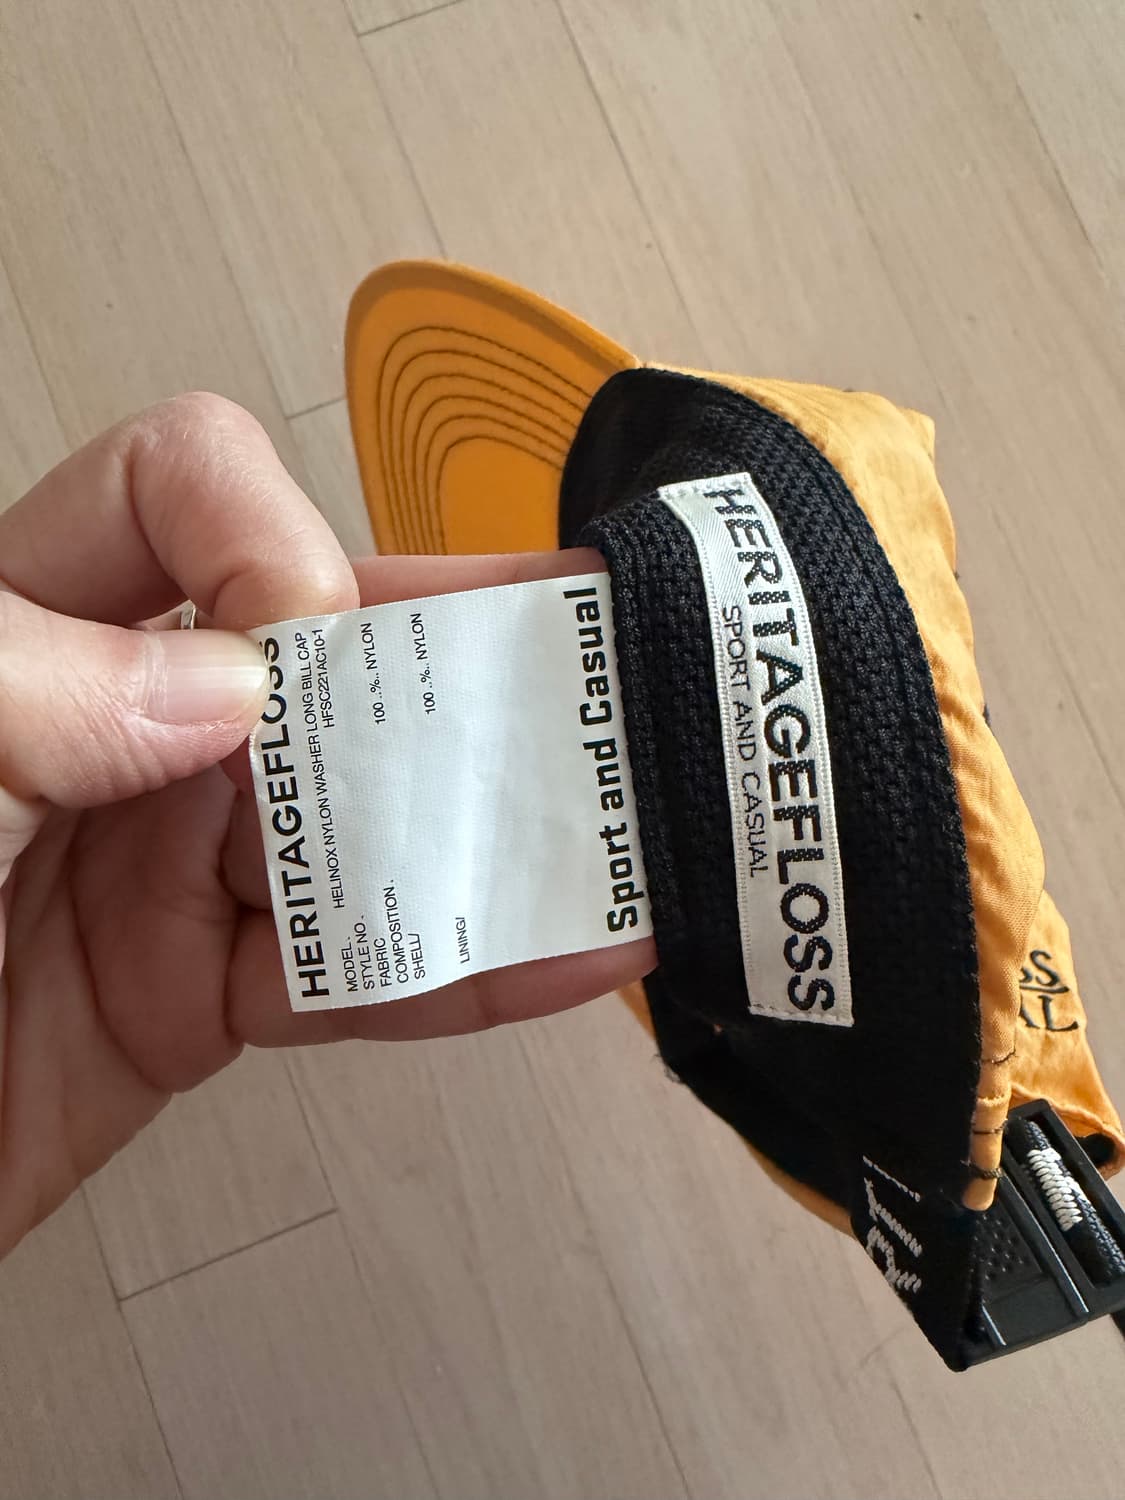 HERITAGEFLOSS
MODEL. HELINOX NYLON WASHER LONG BILL CAP
STYLE NO. HFSC221AC10-1
FABRIC
COMPOSITION.
SHELL/ 100 ..%.. NYLON
LINING/ 100 ..%.. NYLON
Sport and Casual
HERITAGEFLOSS
SPORT AND CASUAL